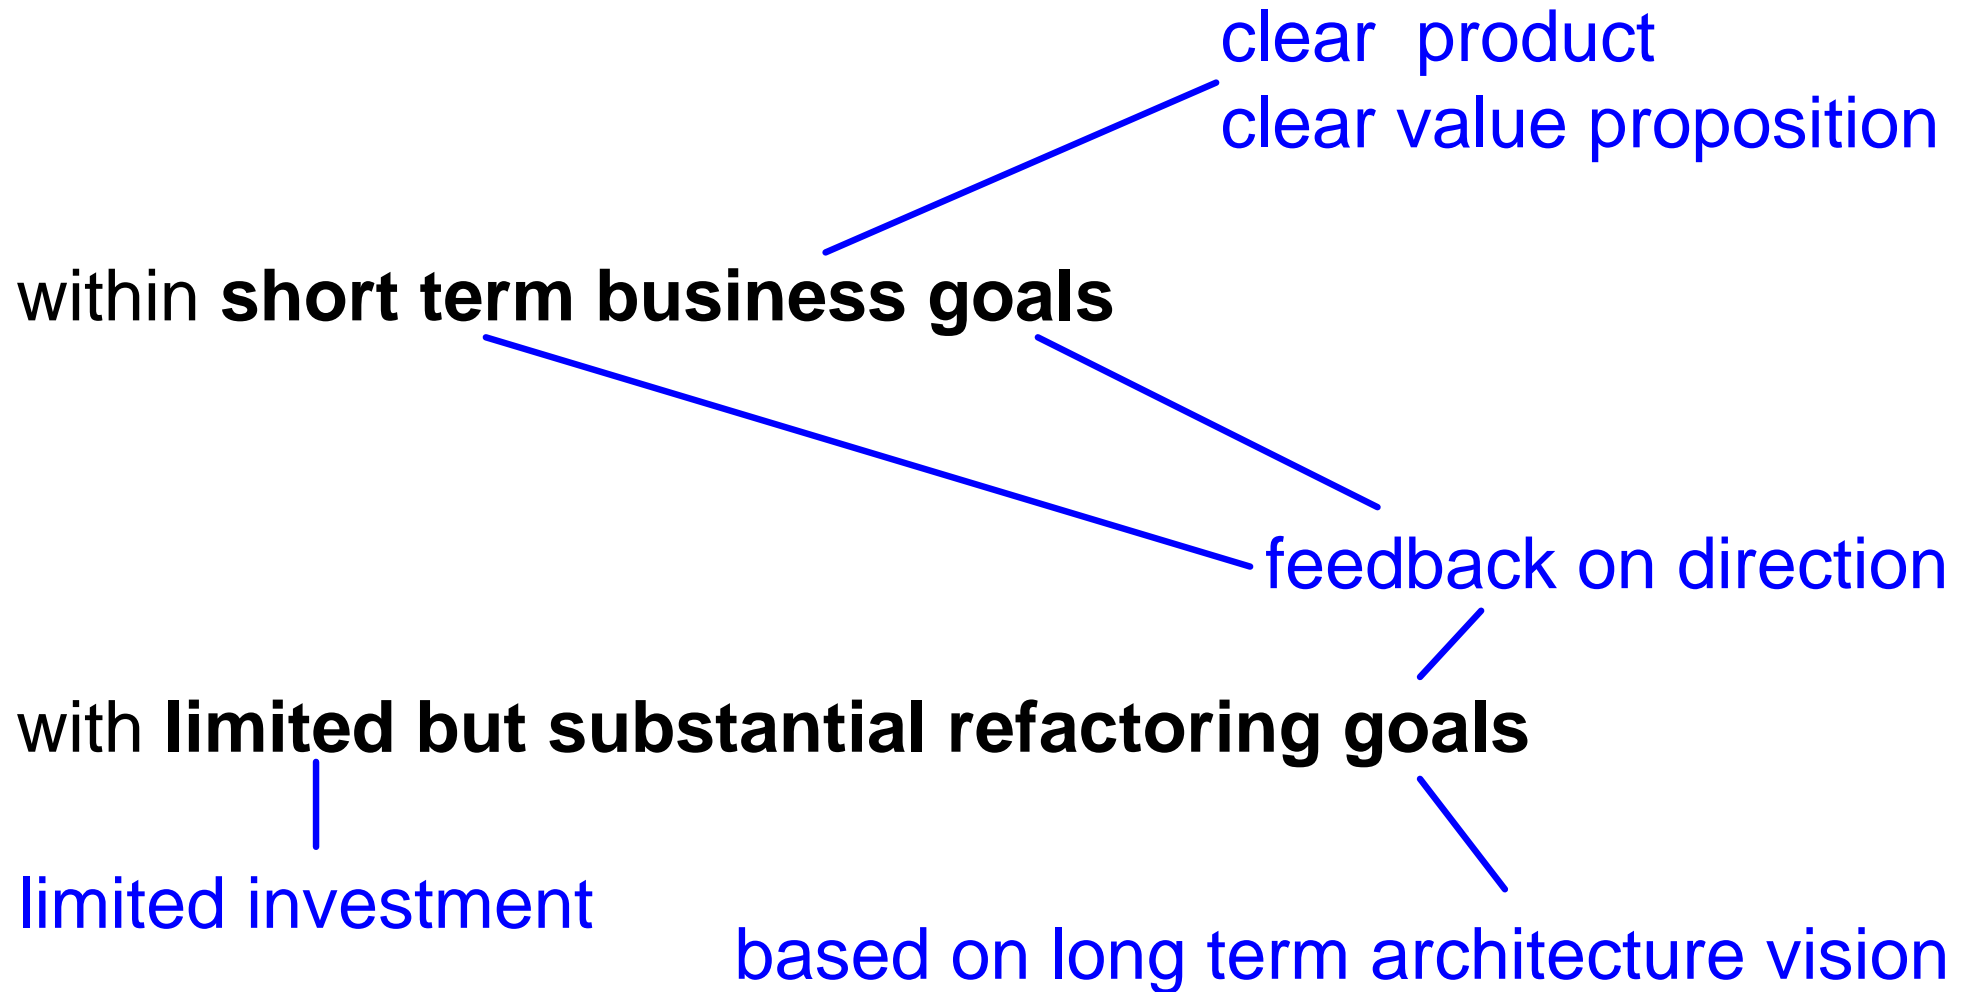 clear  product
clear value proposition
within short term business goals
feedback on direction
with limited but substantial refactoring goals
limited investment
based on long term architecture vision